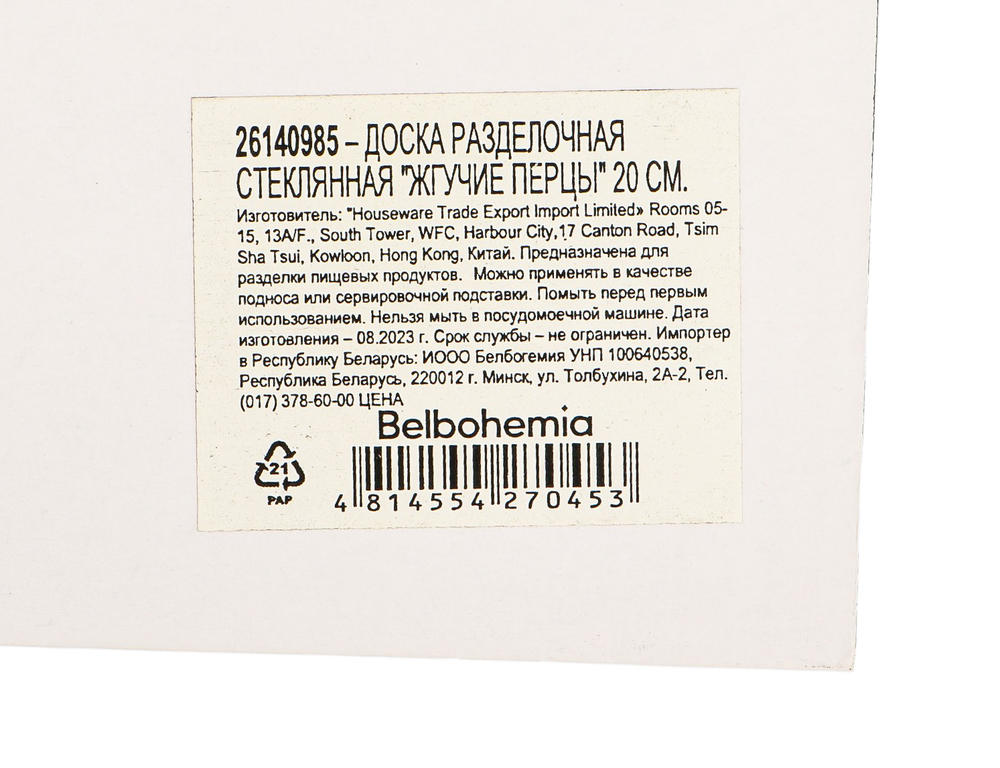 26140985 – ДОСКА РАЗДЕЛОЧНАЯ
СТЕКЛЯННАЯ "ЖГУЧИЕ ПЕРЦЫ" 20 СМ.
Изготовитель: "Houseware Trade Export Import Limited» Rooms 05-
15, 13A/F., South Tower, WFC, Harbour City,17 Canton Road, Tsim
Sha Tsui, Kowloon, Hong Kong, Китай. Предназначена для
разделки пищевых продуктов. Можно применять в качестве
подноса или сервировочной подставки. Помыть перед первым
использованием. Нельзя мыть в посудомоечной машине. Дата
изготовления – 08.2023 г. Срок службы – не ограничен. Импортер
в Республику Беларусь: ИООО Белбогемия УНП 100640538,
Республика Беларусь, 220012 г. Минск, ул. Толбухина, 2А-2, Тел.
(017) 378-60-00 ЦЕНА
Belbohemia
21
PAP
4 814554 270453